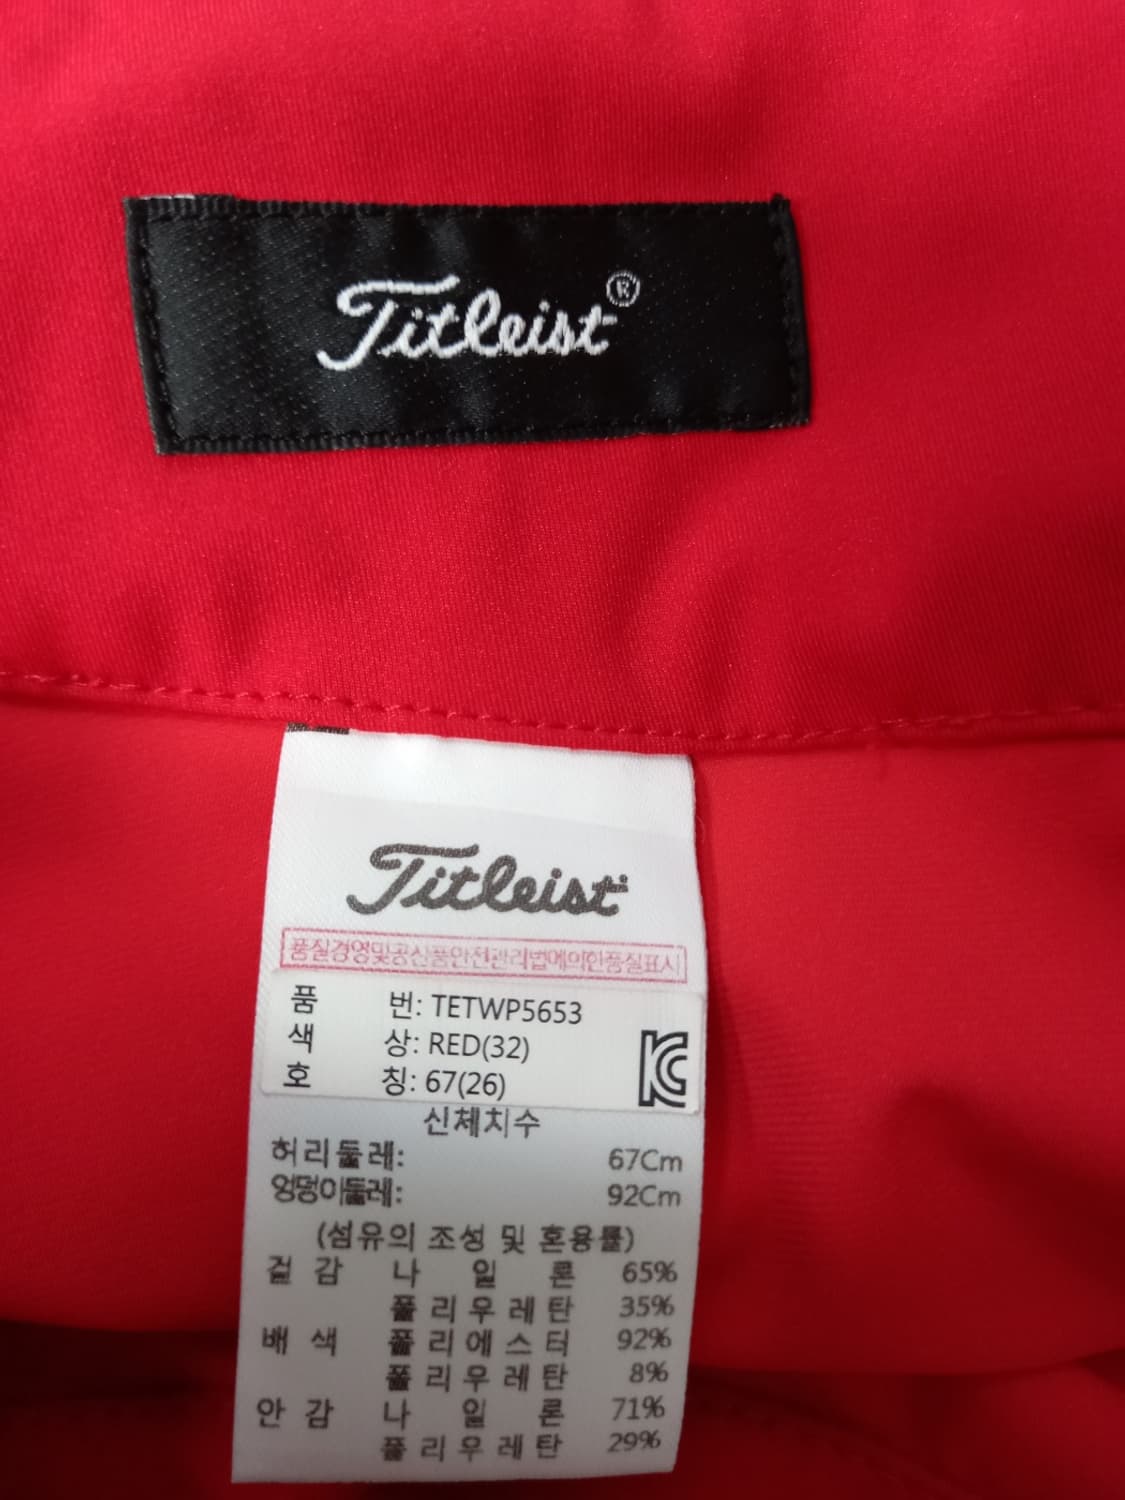 Titleist®
Titleist
품질경영및공산품안전관리법에의한품질표시
품 번: TETWP5653
색 상: RED(32)
호 칭: 67(26)
신체치수
허리둘레: 67Cm
엉덩이둘레: 92Cm
(섬유의 조성 및 혼용률)
겉 감 나 일 론 65%
폴리우레탄 35%
배 색 폴리에스터 92%
폴리우레탄 8%
안 감 나 일 론 71%
폴리우레탄 29%